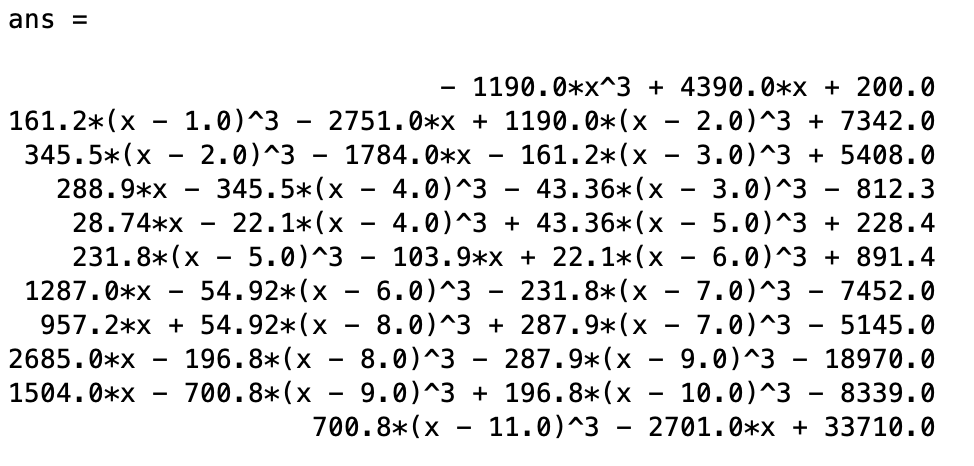 ans =
- 1190.0*x^3 + 4390.0*x + 200.0
161.2*(x - 1.0)^3 - 2751.0*x + 1190.0*(x - 2.0)^3 + 7342.0
345.5*(x - 2.0)^3 - 1784.0*x - 161.2*(x - 3.0)^3 + 5408.0
288.9*x - 345.5*(x - 4.0)^3 - 43.36*(x - 3.0)^3 - 812.3
28.74*x - 22.1*(x - 4.0)^3 + 43.36*(x - 5.0)^3 + 228.4
231.8*(x - 5.0)^3 - 103.9*x + 22.1*(x - 6.0)^3 + 891.4
1287.0*x - 54.92*(x - 6.0)^3 - 231.8*(x - 7.0)^3 - 7452.0
957.2*x + 54.92*(x - 8.0)^3 + 287.9*(x - 7.0)^3 - 5145.0
2685.0*x - 196.8*(x - 8.0)^3 - 287.9*(x - 9.0)^3 - 18970.0
1504.0*x - 700.8*(x - 9.0)^3 + 196.8*(x - 10.0)^3 - 8339.0
700.8*(x - 11.0)^3 - 2701.0*x + 33710.0